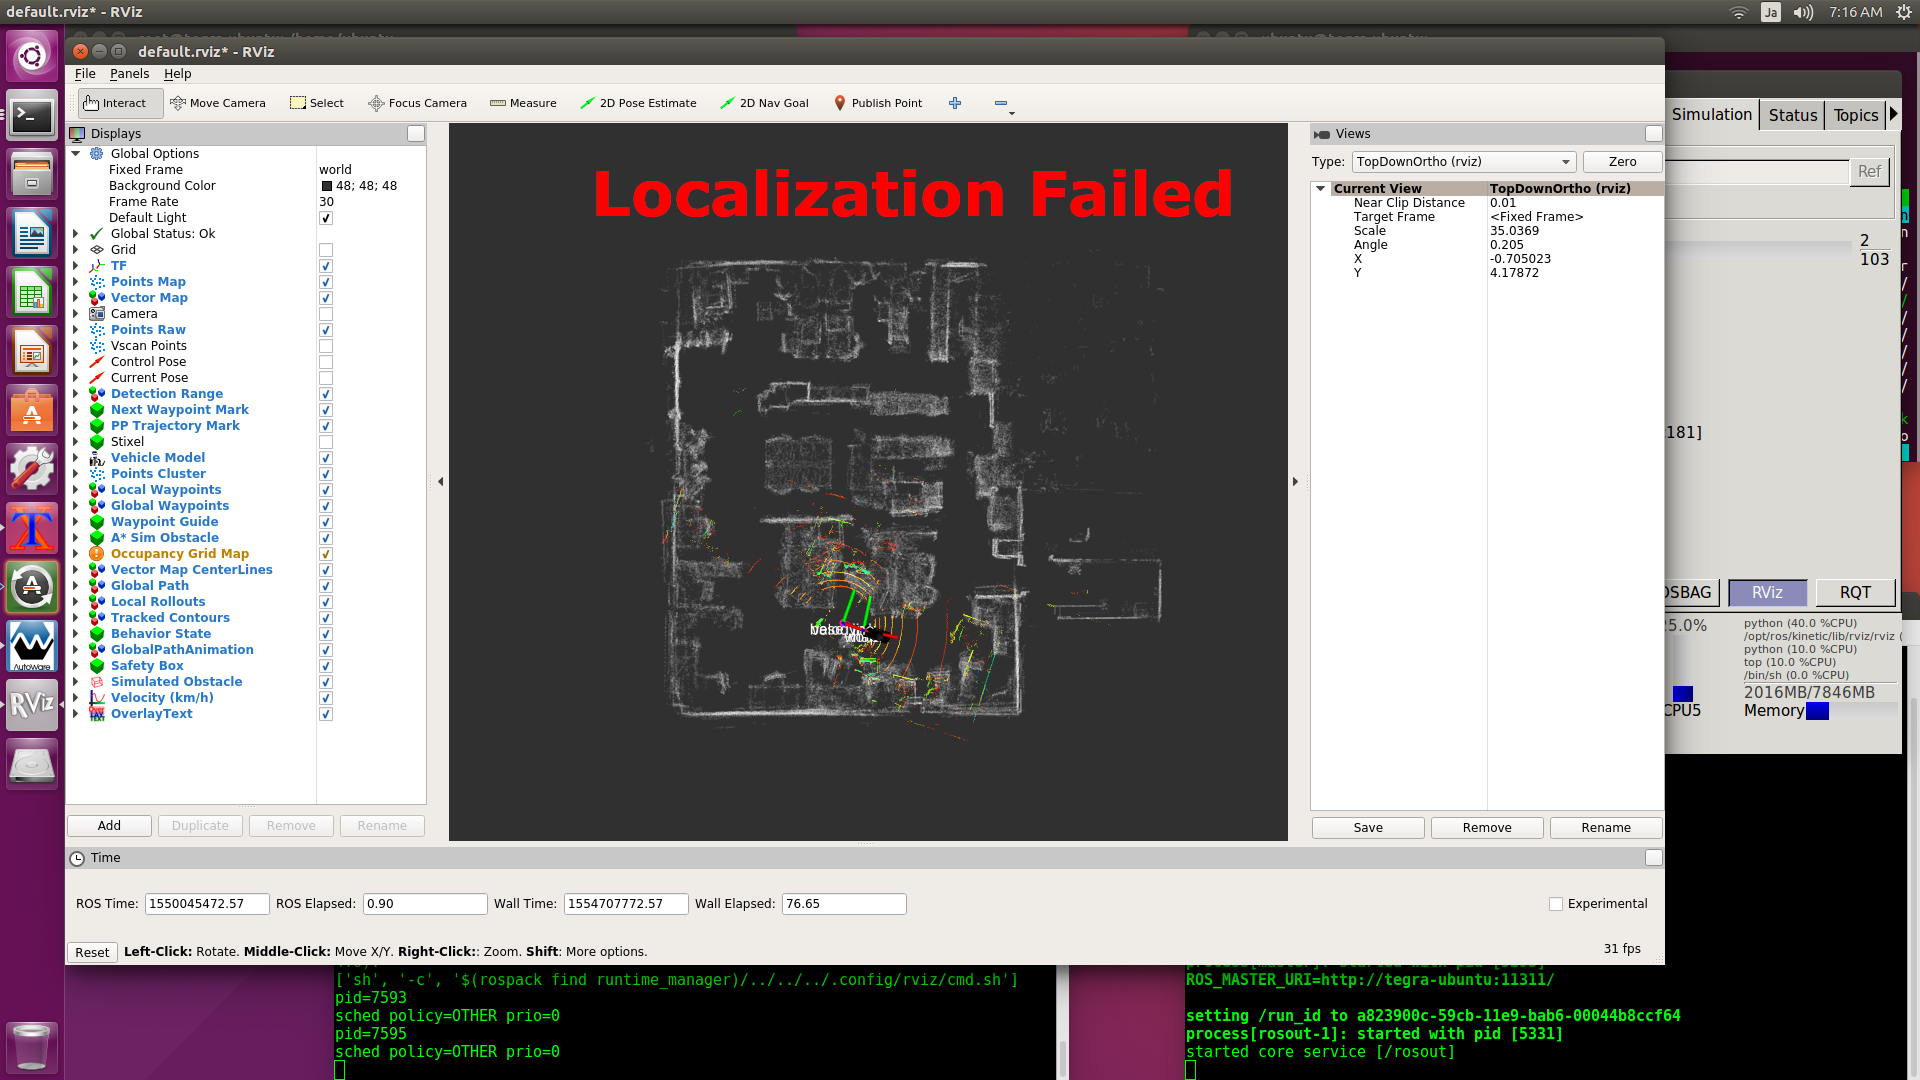 default.rviz* - RViz
Ja
7:16 AM
default.rviz* - RViz
File Panels Help
Interact Move Camera Select Focus Camera Measure 2D Pose Estimate 2D Nav Goal Publish Point
Displays
Global Options
Fixed Frame world
Background Color 48; 48; 48
Frame Rate 30
Default Light
Global Status: Ok
Grid
TF
Points Map
Vector Map
Camera
Points Raw
Vscan Points
Control Pose
Current Pose
Detection Range
Next Waypoint Mark
PP Trajectory Mark
Stixel
Vehicle Model
Points Cluster
Local Waypoints
Global Waypoints
Waypoint Guide
A* Sim Obstacle
Occupancy Grid Map
Vector Map CenterLines
Global Path
Local Rollouts
Tracked Contours
Behavior State
GlobalPathAnimation
Safety Box
Simulated Obstacle
Velocity (km/h)
OverlayText
Add Duplicate Remove Rename
Localization Failed
Views
Type: TopDownOrtho (rviz) Zero
Current View TopDownOrtho (rviz)
Near Clip Distance 0.01
Target Frame <Fixed Frame>
Scale 35.0369
Angle 0.205
X -0.705023
Y 4.17872
Save Remove Rename
Simulation Status Topics
Ref
2
103
:181]
OSBAG RViz RQT
25.0%
python (40.0 %CPU)
/opt/ros/kinetic/lib/rviz/rviz (
python (10.0 %CPU)
top (10.0 %CPU)
/bin/sh (0.0 %CPU)
2016MB/7846MB
CPU5 Memory
AutoWare
RViz
Time
ROS Time: 1550045472.57 ROS Elapsed: 0.90 Wall Time: 1554707772.57 Wall Elapsed: 76.65 Experimental
Reset Left-Click: Rotate. Middle-Click: Move X/Y. Right-Click:: Zoom. Shift: More options. 31 fps
['sh', '-c', '$(rospack find runtime_manager)/../../../.config/rviz/cmd.sh']
pid=7593
sched policy=OTHER prio=0
pid=7595
sched policy=OTHER prio=0
ROS_MASTER_URI=http://tegra-ubuntu:11311/
setting /run_id to a823900c-59cb-11e9-bab6-00044b8ccf64
process[rosout-1]: started with pid [5331]
started core service [/rosout]